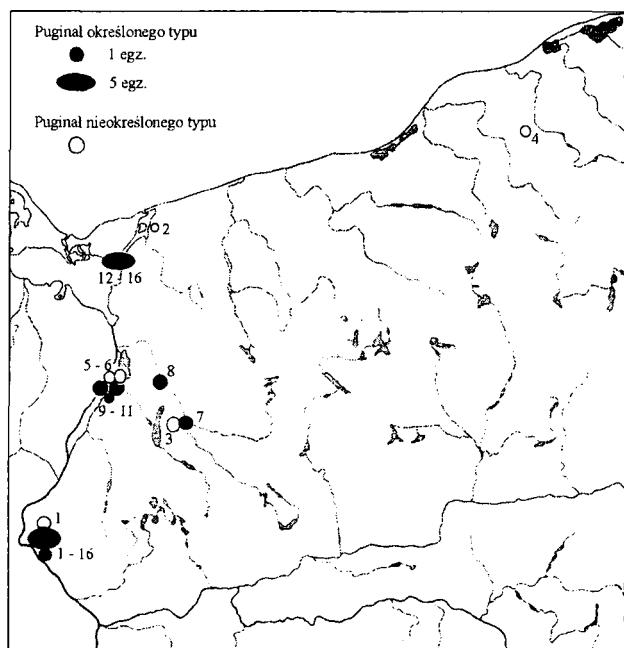 Puginał określonego typu
1 egz.
5 egz.
Puginał nieokreślonego typu
4
2
12 - 16
5 - 6
8
9 - 11
3
7
1
1 - 16